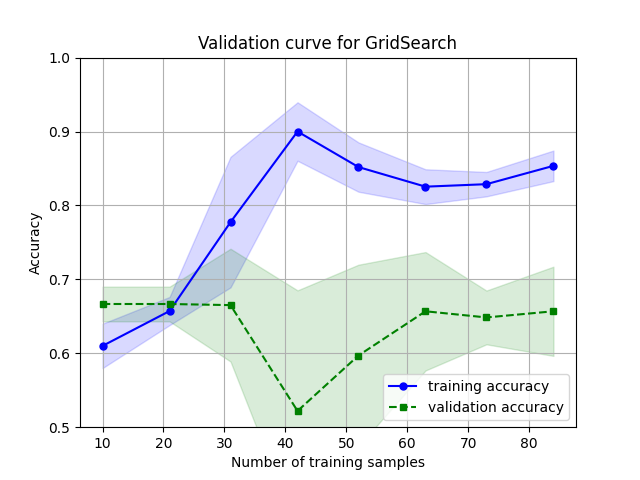 Validation curve for GridSearch
1.0
0.9
0.8
0.7
0.6
0.5
Accuracy
training accuracy
validation accuracy
10 20 30 40 50 60 70 80
Number of training samples